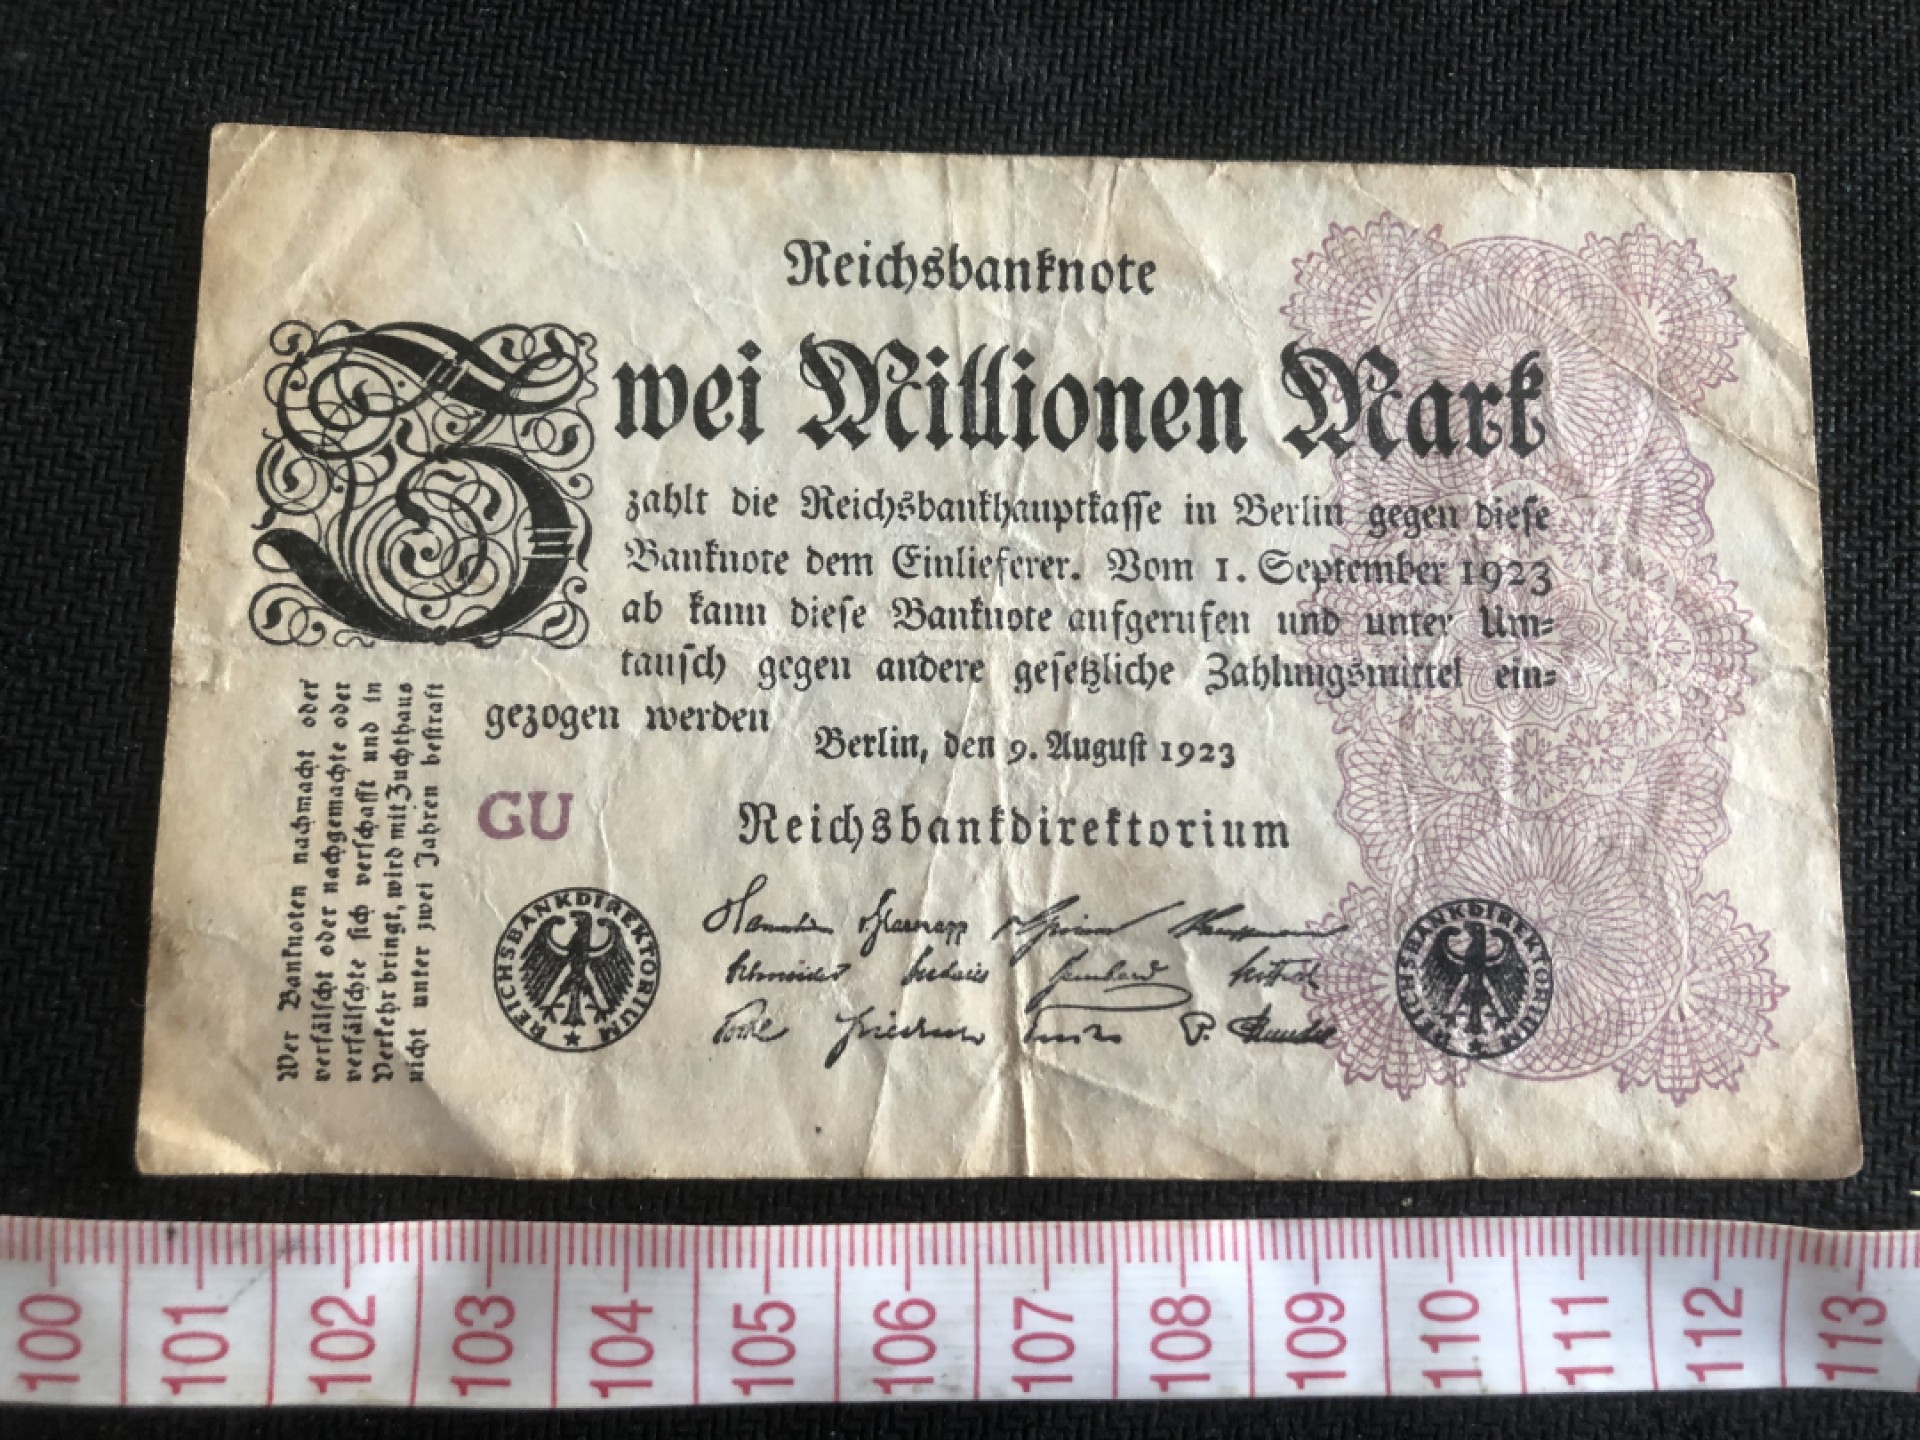 Reichsbanknote
Zwei Millionen Mark
zahlt die Reichsbankhauptkasse in Berlin gegen diese
Banknote dem Einlieferer. Vom 1. September 1923
ab kann diese Banknote aufgerufen und unter Um=
tausch gegen andere gesetzliche Zahlungsmittel ein=
gezogen werden
Berlin, den 9. August 1923
Reichsbankdirektorium
GU
Wer Banknoten nachmacht oder
verfälscht oder nachgemachte oder
verfälschte sich verschafft und in
Verkehr bringt, wird mit Zuchthaus
nicht unter zwei Jahren bestraft
REICHSBANKDIREKTORIUM
REICHSBANKDIREKTORIUM
100 101 102 103 104 105 106 107 108 109 110 111 112 113